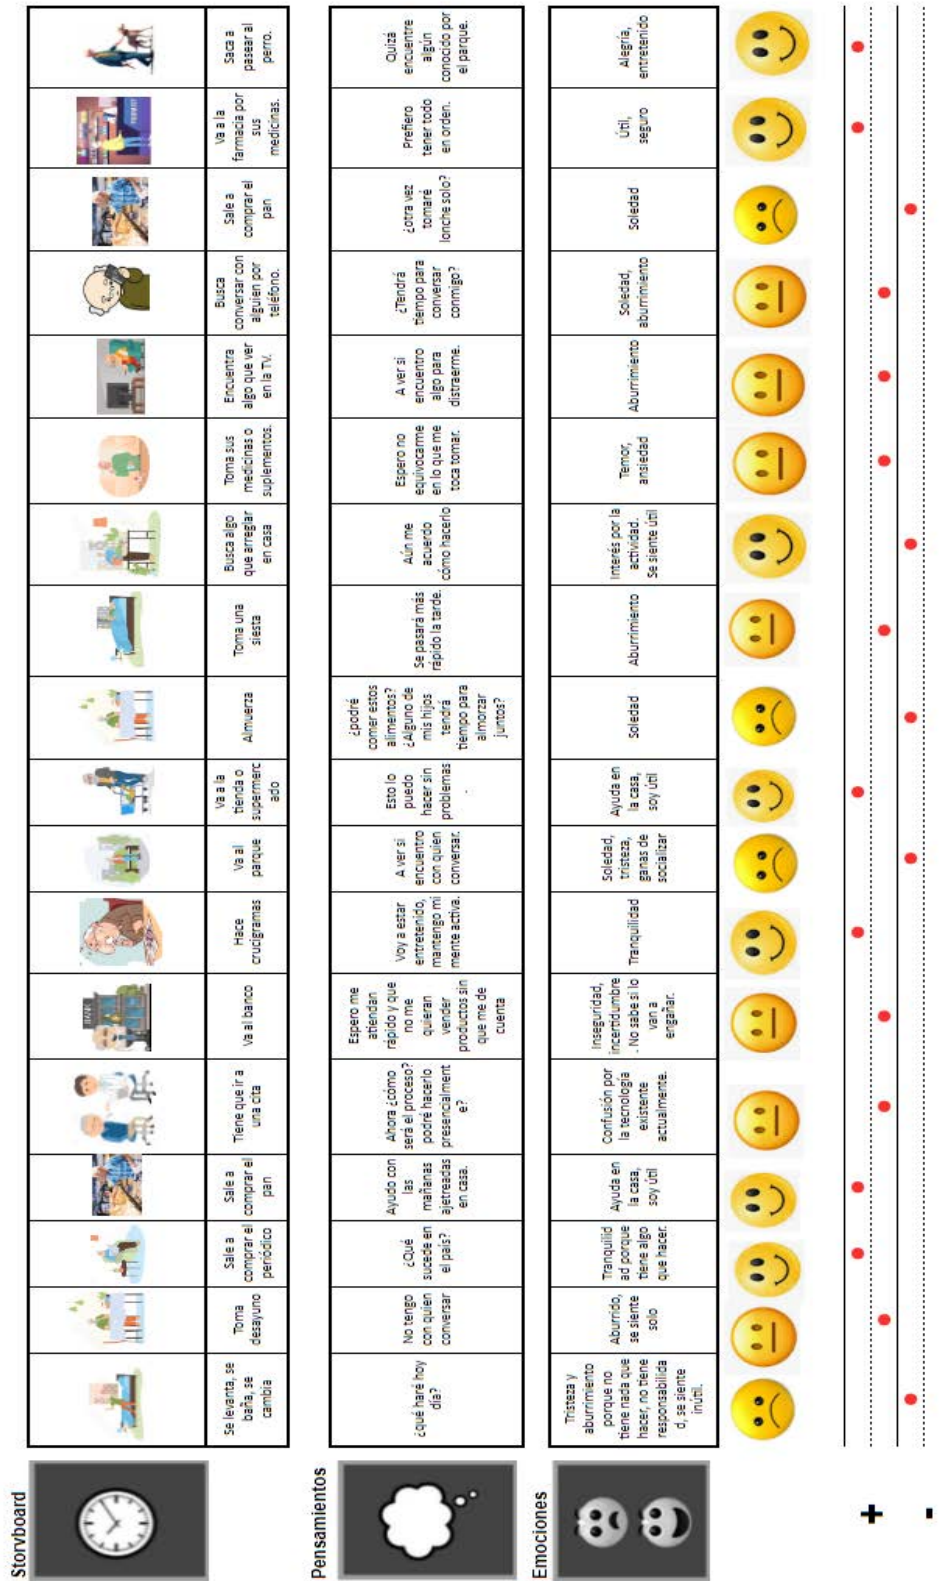 Storyboard
BANK
Se levanta, se
baña, se
cambia
Toma
desayuno
Sale a
comprar el
periódico
Sale a
comprar el
pan
Tiene que ir a
una cita
Va al banco
Hace
crucigramas
Va al
parque
Va a la
tienda o
supermerc
ado
Almuerza
Toma una
siesta
Busca algo
que arreglar
en casa
Toma sus
medicinas o
suplementos.
Encuentra
algo que ver
en la TV.
Busca
conversar con
alguien por
teléfono.
Sale a
comprar el
pan
Va a la
farmacia por
sus
medicinas.
Saca a
pasear al
perro.
Pensamientos
¿qué haré hoy
día?
No tengo
con quien
conversar
¿Qué
sucede en
el país?
Ayudo con
las
mañanas
ajetreadas
en casa.
Ahora ¿cómo
será el proceso?
podré hacerlo
presencialment
e?
Espero me
atiendan
rápido y que
no me
quieran
vender
productos sin
que me de
cuenta
Voy a estar
entretenido,
mantengo mi
mente activa.
A ver si
encuentro
con quien
conversar.
Esto lo
puedo
hacer sin
problemas
.
¿podré
comer estos
alimentos?
¿Alguno de
mis hijos
tendrá
tiempo para
almorzar
juntos?
Se pasará más
rápido la tarde.
Aún me
acuerdo
cómo hacerlo
Espero no
equivocarme
en lo que me
toca tomar.
A ver si
encuentro
algo para
distraerme.
¿Tendrá
tiempo para
conversar
conmigo?
¿otra vez
tomaré
lonche solo?
Prefiero
tener todo
en orden.
Quizá
encuentre
algún
conocido por
el parque.
Emociones
Tristeza y
aburrimiento
porque no
tiene nada que
hacer, no tiene
responsabilida
d, se siente
inútil.
Aburrido,
se siente
solo
Tranquilid
ad porque
tiene algo
que hacer.
Ayuda en
la casa,
soy útil
Confusión por
la tecnología
existente
actualmente.
Inseguridad,
incertidumbre
. No sabe si lo
van a
engañar.
Tranquilidad
Soledad,
tristeza,
ganas de
socializar
Ayuda en
la casa,
soy útil
Soledad
Aburrimiento
Interés por la
actividad.
Se siente útil
Temor,
ansiedad
Aburrimiento
Soledad,
aburrimiento
Soledad
Útil,
seguro
Alegría,
entretenido
+
-